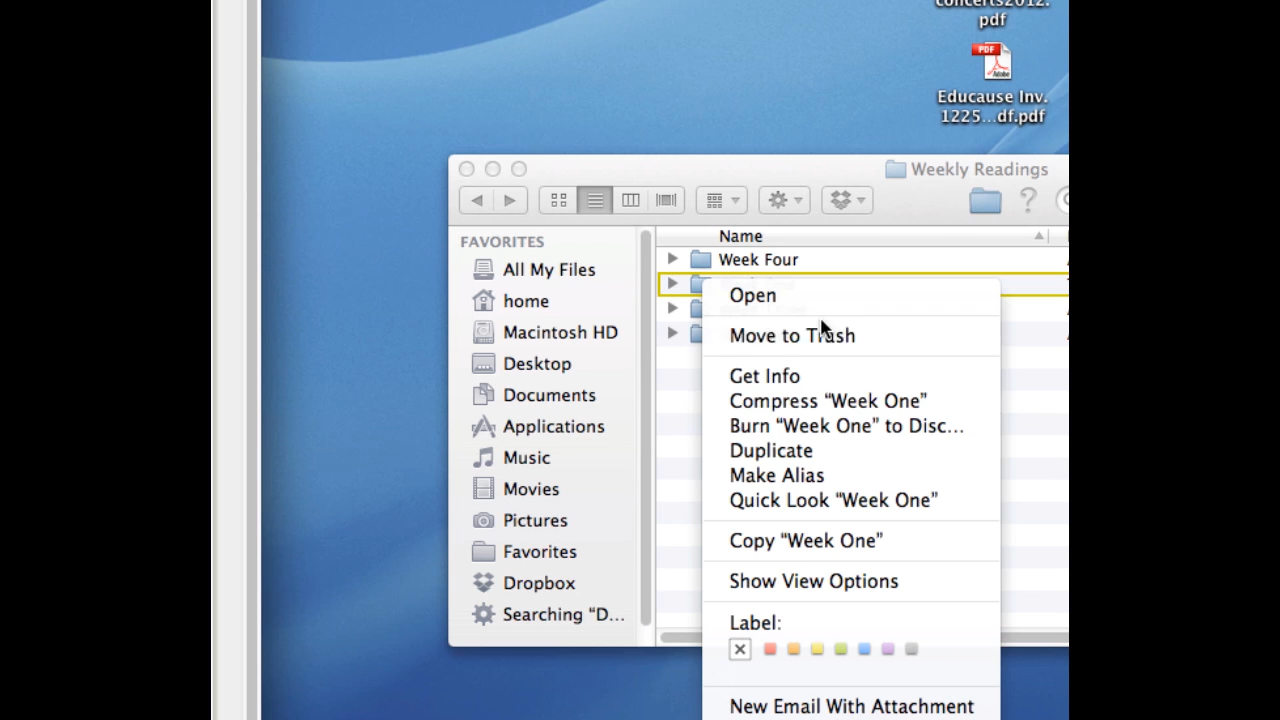 concerts2012.
pdf
PDF
Adobe
Educause Inv.
1225...df.pdf
Weekly Readings
?
FAVORITES
All My Files
home
Macintosh HD
Desktop
Documents
Applications
Music
Movies
Pictures
Favorites
Dropbox
Searching “D...
Name
Week Four
Open
Move to Trash
Get Info
Compress “Week One”
Burn “Week One” to Disc...
Duplicate
Make Alias
Quick Look “Week One”
Copy “Week One”
Show View Options
Label:
New Email With Attachment